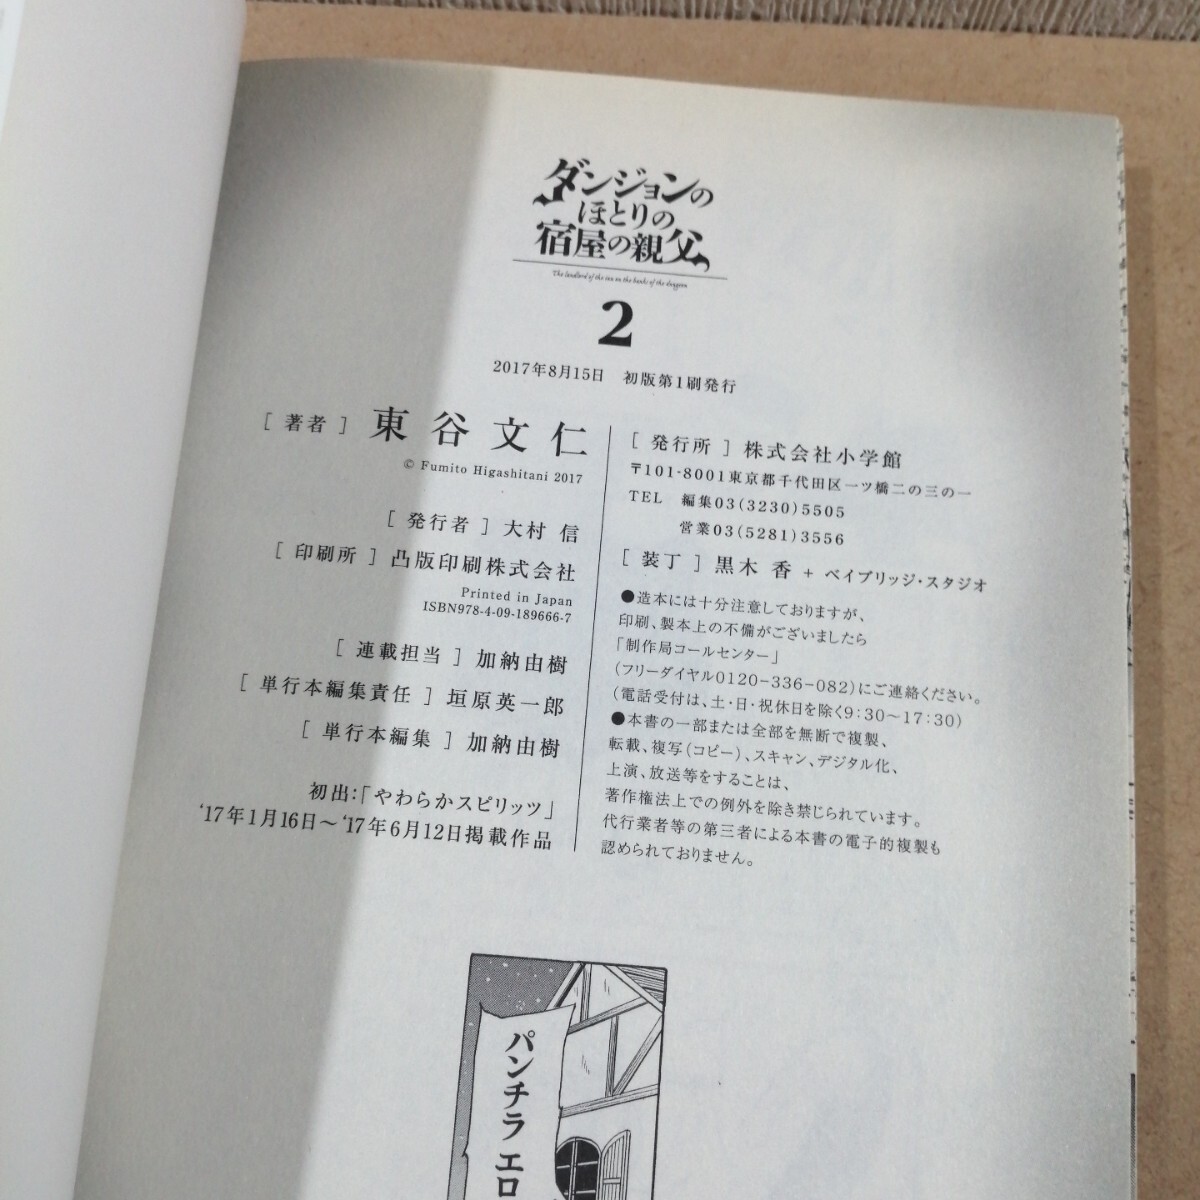 ダンジョンの
ほとりの
宿屋の親父
The landlord of the inn on the banks of the dungeon
2
2017年8月15日　初版第1刷発行
［著者］東谷文仁
© Fumito Higashitani 2017
［発行者］大村 信
［印刷所］凸版印刷株式会社
Printed in Japan
ISBN978-4-09-189666-7
［連載担当］加納由樹
［単行本編集責任］垣原英一郎
［単行本編集］加納由樹
初出:「やわらかスピリッツ」
'17年1月16日～'17年6月12日掲載作品
［発行所］株式会社小学館
〒101-8001東京都千代田区一ツ橋二の三の一
TEL　編集03(3230)5505
営業03(5281)3556
［装丁］黒木 香 + ベイブリッジ・スタジオ
●造本には十分注意しておりますが、
印刷、製本上の不備がございましたら
「制作局コールセンター」
(フリーダイヤル0120-336-082)にご連絡ください。
(電話受付は、土・日・祝休日を除く9:30～17:30)
●本書の一部または全部を無断で複製、
転載、複写(コピー)、スキャン、デジタル化、
上演、放送等をすることは、
著作権法上での例外を除き禁じられています。
代行業者等の第三者による本書の電子的複製も
認められておりません。
パンチラ エロ